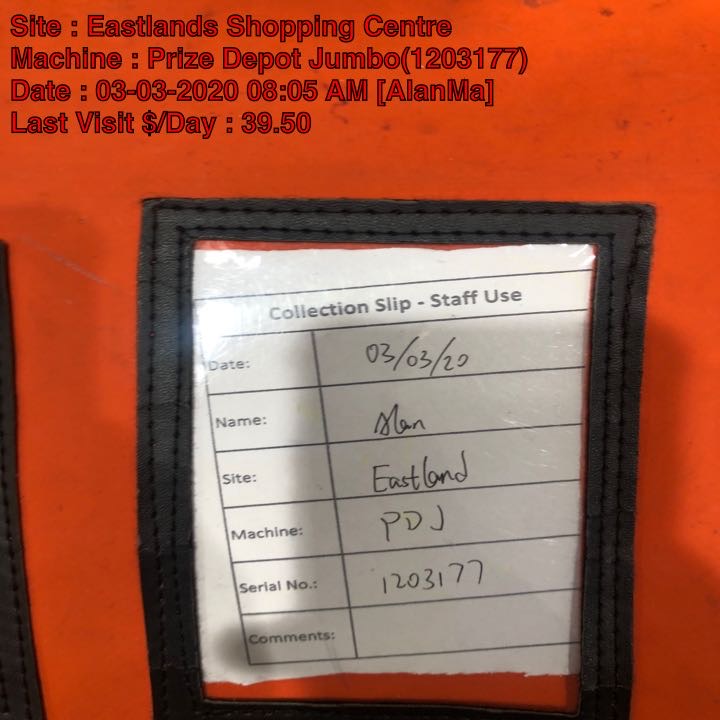 Site : Eastlands Shopping Centre
Machine : Prize Depot Jumbo(1203177)
Date : 03-03-2020 08:05 AM [AlanMa]
Last Visit $/Day : 39.50
Collection Slip - Staff Use
Date: 03/03/20
Name: Alan
Site: Eastland
Machine: PDJ
Serial No.: 1203177
Comments: